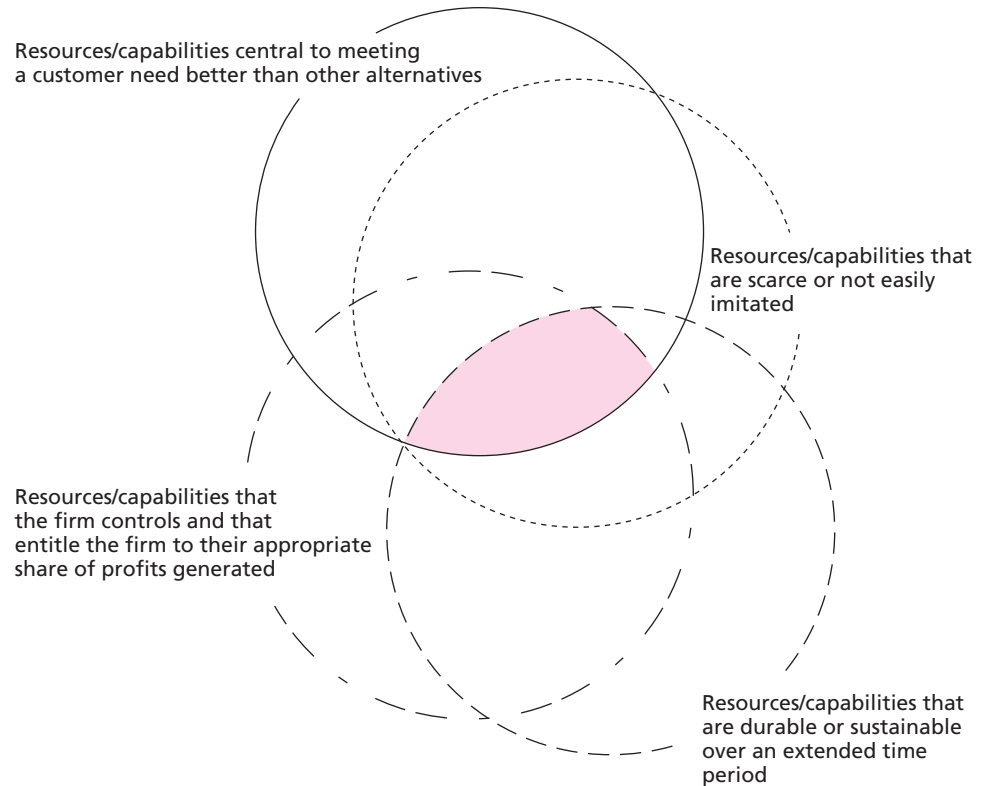 Resources/capabilities central to meeting
a customer need better than other alternatives
Resources/capabilities that
are scarce or not easily
imitated
Resources/capabilities that
the firm controls and that
entitle the firm to their appropriate
share of profits generated
Resources/capabilities that
are durable or sustainable
over an extended time
period